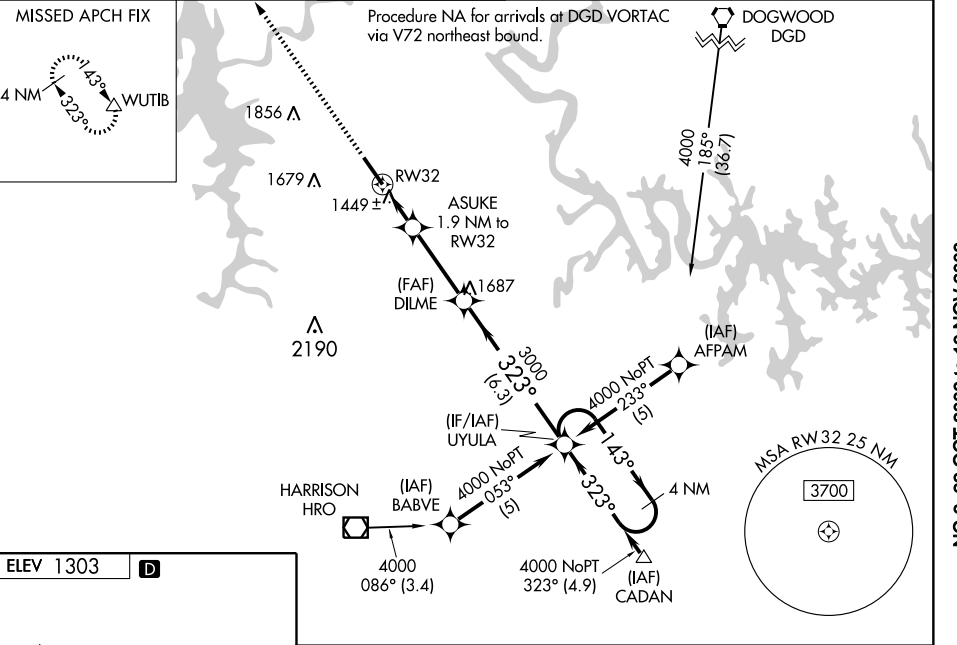 MISSED APCH FIX
4 NM
143°
323°
WUTIB
Procedure NA for arrivals at DGD VORTAC
via V72 northeast bound.
DOGWOOD
DGD
4000
185°
(36.7)
1856
1679
1449 ±
RW32
ASUKE
1.9 NM to
RW32
(FAF)
DILME
1687
2190
3000
323°
(6.3)
(IAF)
AFPAM
4000 NoPT
233°
(5)
(IF/IAF)
UYULA
143°
323°
4 NM
HARRISON
HRO
(IAF)
BABVE
4000 NoPT
053°
(5)
4000
086° (3.4)
4000 NoPT
323° (4.9)
(IAF)
CADAN
MSA RW32 25 NM
3700
ELEV 1303
D